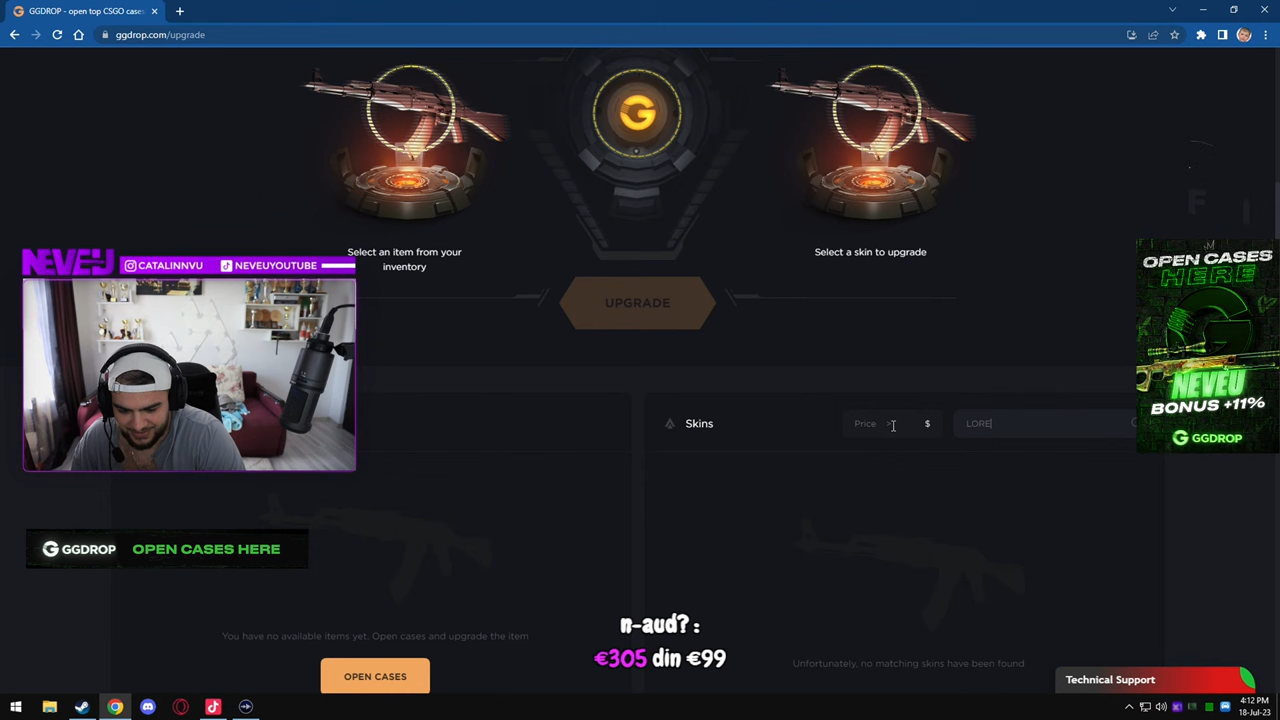 GGDROP - open top CSGO cases
ggdrop.com/upgrade
Select an item from your
inventory
Select a skin to upgrade
UPGRADE
NEVEU
CATALINNVU
NEVEUYOUTUBE
OPEN CASES
HERE
NEVEU
BONUS +11%
GGDROP
Skins
Price
$
LORE
GGDROP
OPEN CASES HERE
You have no available items yet. Open cases and upgrade the item
OPEN CASES
Unfortunately, no matching skins have been found
n-aud? :
€305 din €99
Technical Support
4:12 PM
18-Jul-23